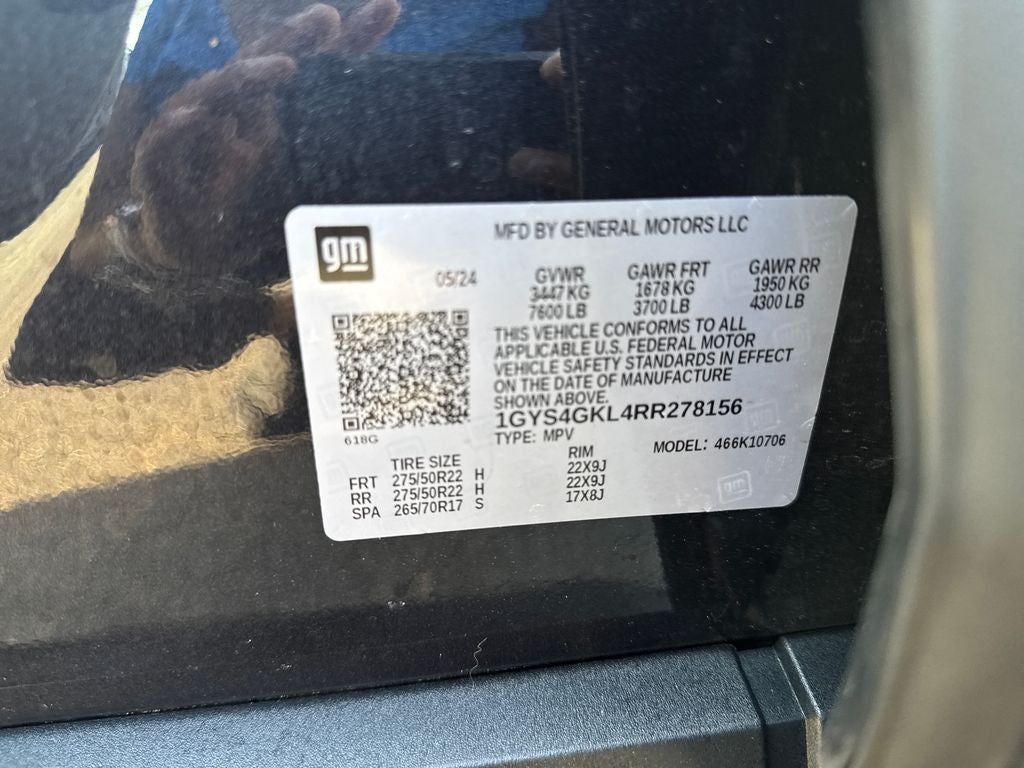 gm
MFD BY GENERAL MOTORS LLC
05/24 GVWR GAWR FRT GAWR RR
3447 KG 1678 KG 1950 KG
7600 LB 3700 LB 4300 LB
THIS VEHICLE CONFORMS TO ALL
APPLICABLE U.S. FEDERAL MOTOR
VEHICLE SAFETY STANDARDS IN EFFECT
ON THE DATE OF MANUFACTURE
SHOWN ABOVE.
1GYS4GKL4RR278156
618G
TYPE: MPV MODEL: 466K10706
TIRE SIZE RIM
FRT 275/50R22 H 22X9J
RR 275/50R22 H 22X9J
SPA 265/70R17 S 17X8J
gm